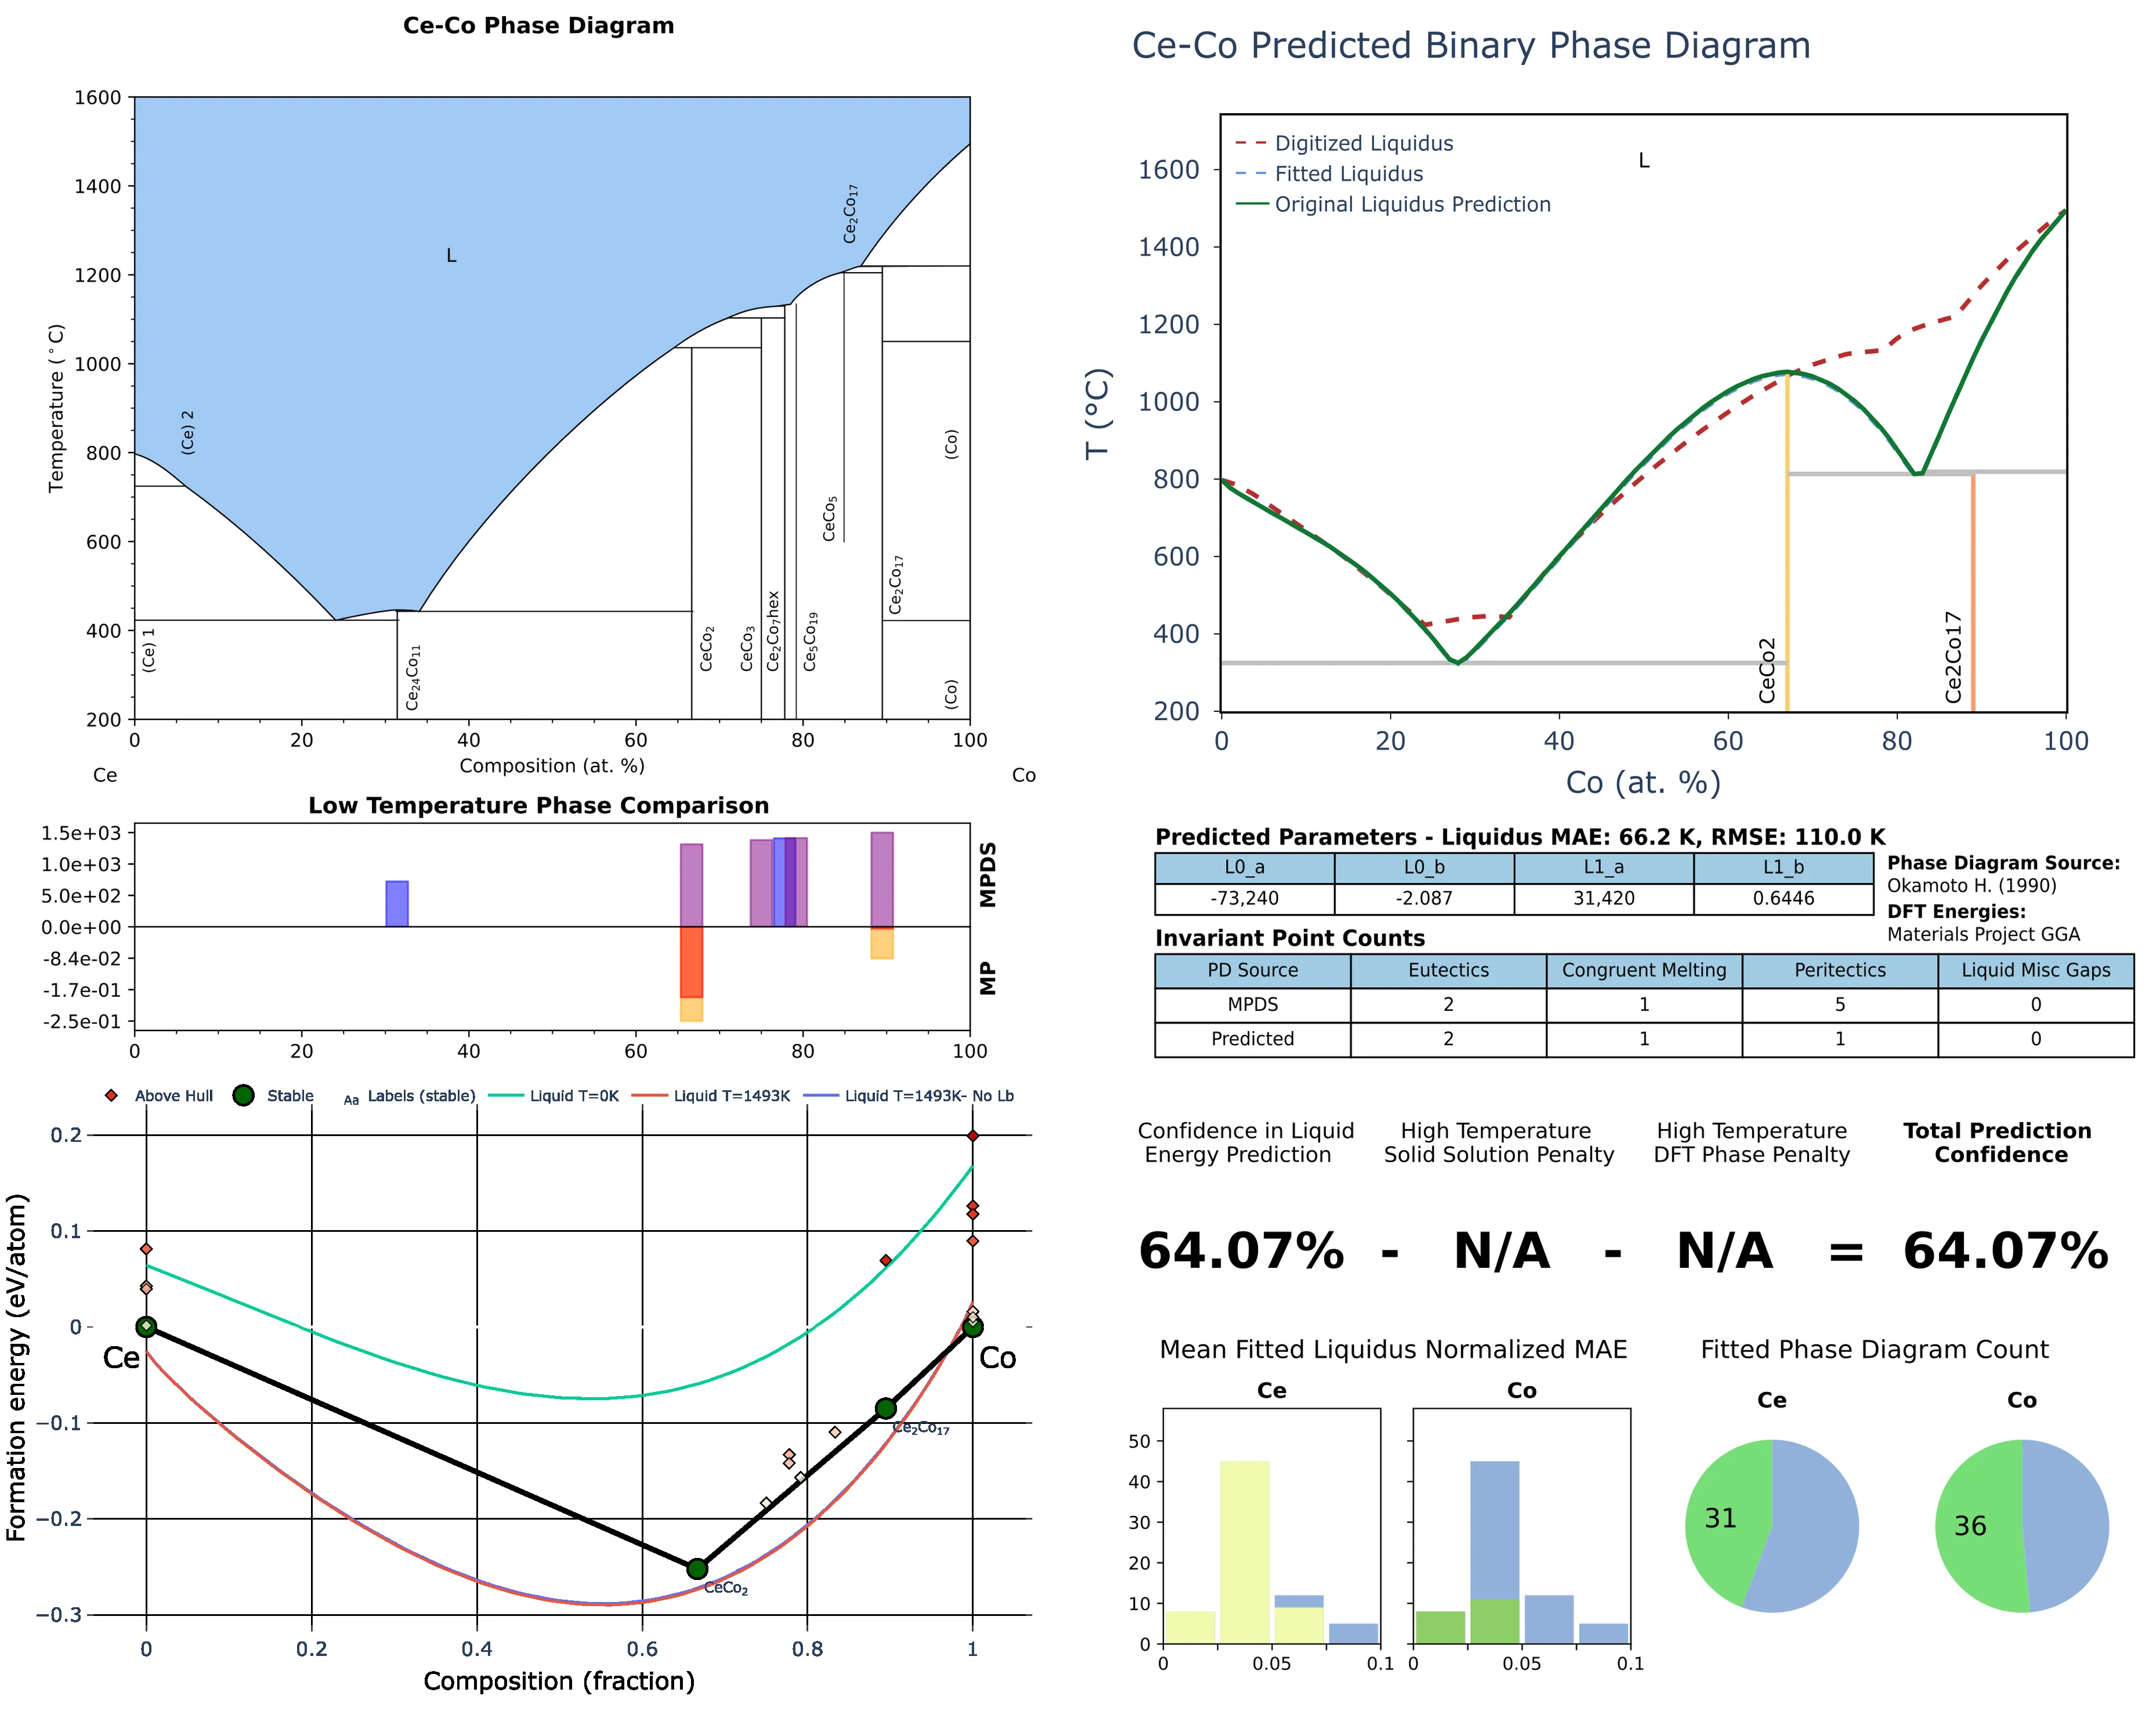 Ce-Co Phase Diagram
1600
1400
1200
1000
800
600
400
200
Temperature (°C)
L
(Ce) 2
(Ce) 1
Ce24Co11
CeCo2
CeCo3
Ce2Co7hex
Ce5Co19
CeCo5
Ce2Co17
Ce2Co17
(Co)
(Co)
0 20 40 60 80 100
Composition (at. %)
Ce Co
Low Temperature Phase Comparison
1.5e+03
1.0e+03
5.0e+02
0.0e+00
-8.4e-02
-1.7e-01
-2.5e-01
MPDS
MP
0 20 40 60 80 100
Above Hull Stable Aa Labels (stable) Liquid T=0K Liquid T=1493K Liquid T=1493K- No Lb
0.2
0.1
0
−0.1
−0.2
−0.3
Formation energy (eV/atom)
Ce
Co
Ce2Co17
CeCo2
0 0.2 0.4 0.6 0.8 1
Composition (fraction)
Ce-Co Predicted Binary Phase Diagram
Digitized Liquidus
Fitted Liquidus
Original Liquidus Prediction
L
1600
1400
1200
1000
800
600
400
200
T (°C)
CeCo2
Ce2Co17
0 20 40 60 80 100
Co (at. %)
Predicted Parameters - Liquidus MAE: 66.2 K, RMSE: 110.0 K
L0_a L0_b L1_a L1_b
-73,240 -2.087 31,420 0.6446
Phase Diagram Source:
Okamoto H. (1990)
DFT Energies:
Materials Project GGA
Invariant Point Counts
PD Source Eutectics Congruent Melting Peritectics Liquid Misc Gaps
MPDS 2 1 5 0
Predicted 2 1 1 0
Confidence in Liquid
Energy Prediction
High Temperature
Solid Solution Penalty
High Temperature
DFT Phase Penalty
Total Prediction
Confidence
64.07% - N/A - N/A = 64.07%
Mean Fitted Liquidus Normalized MAE
Ce
Co
50
40
30
20
10
0
0 0.05 0.1
0 0.05 0.1
Fitted Phase Diagram Count
Ce
Co
31
36